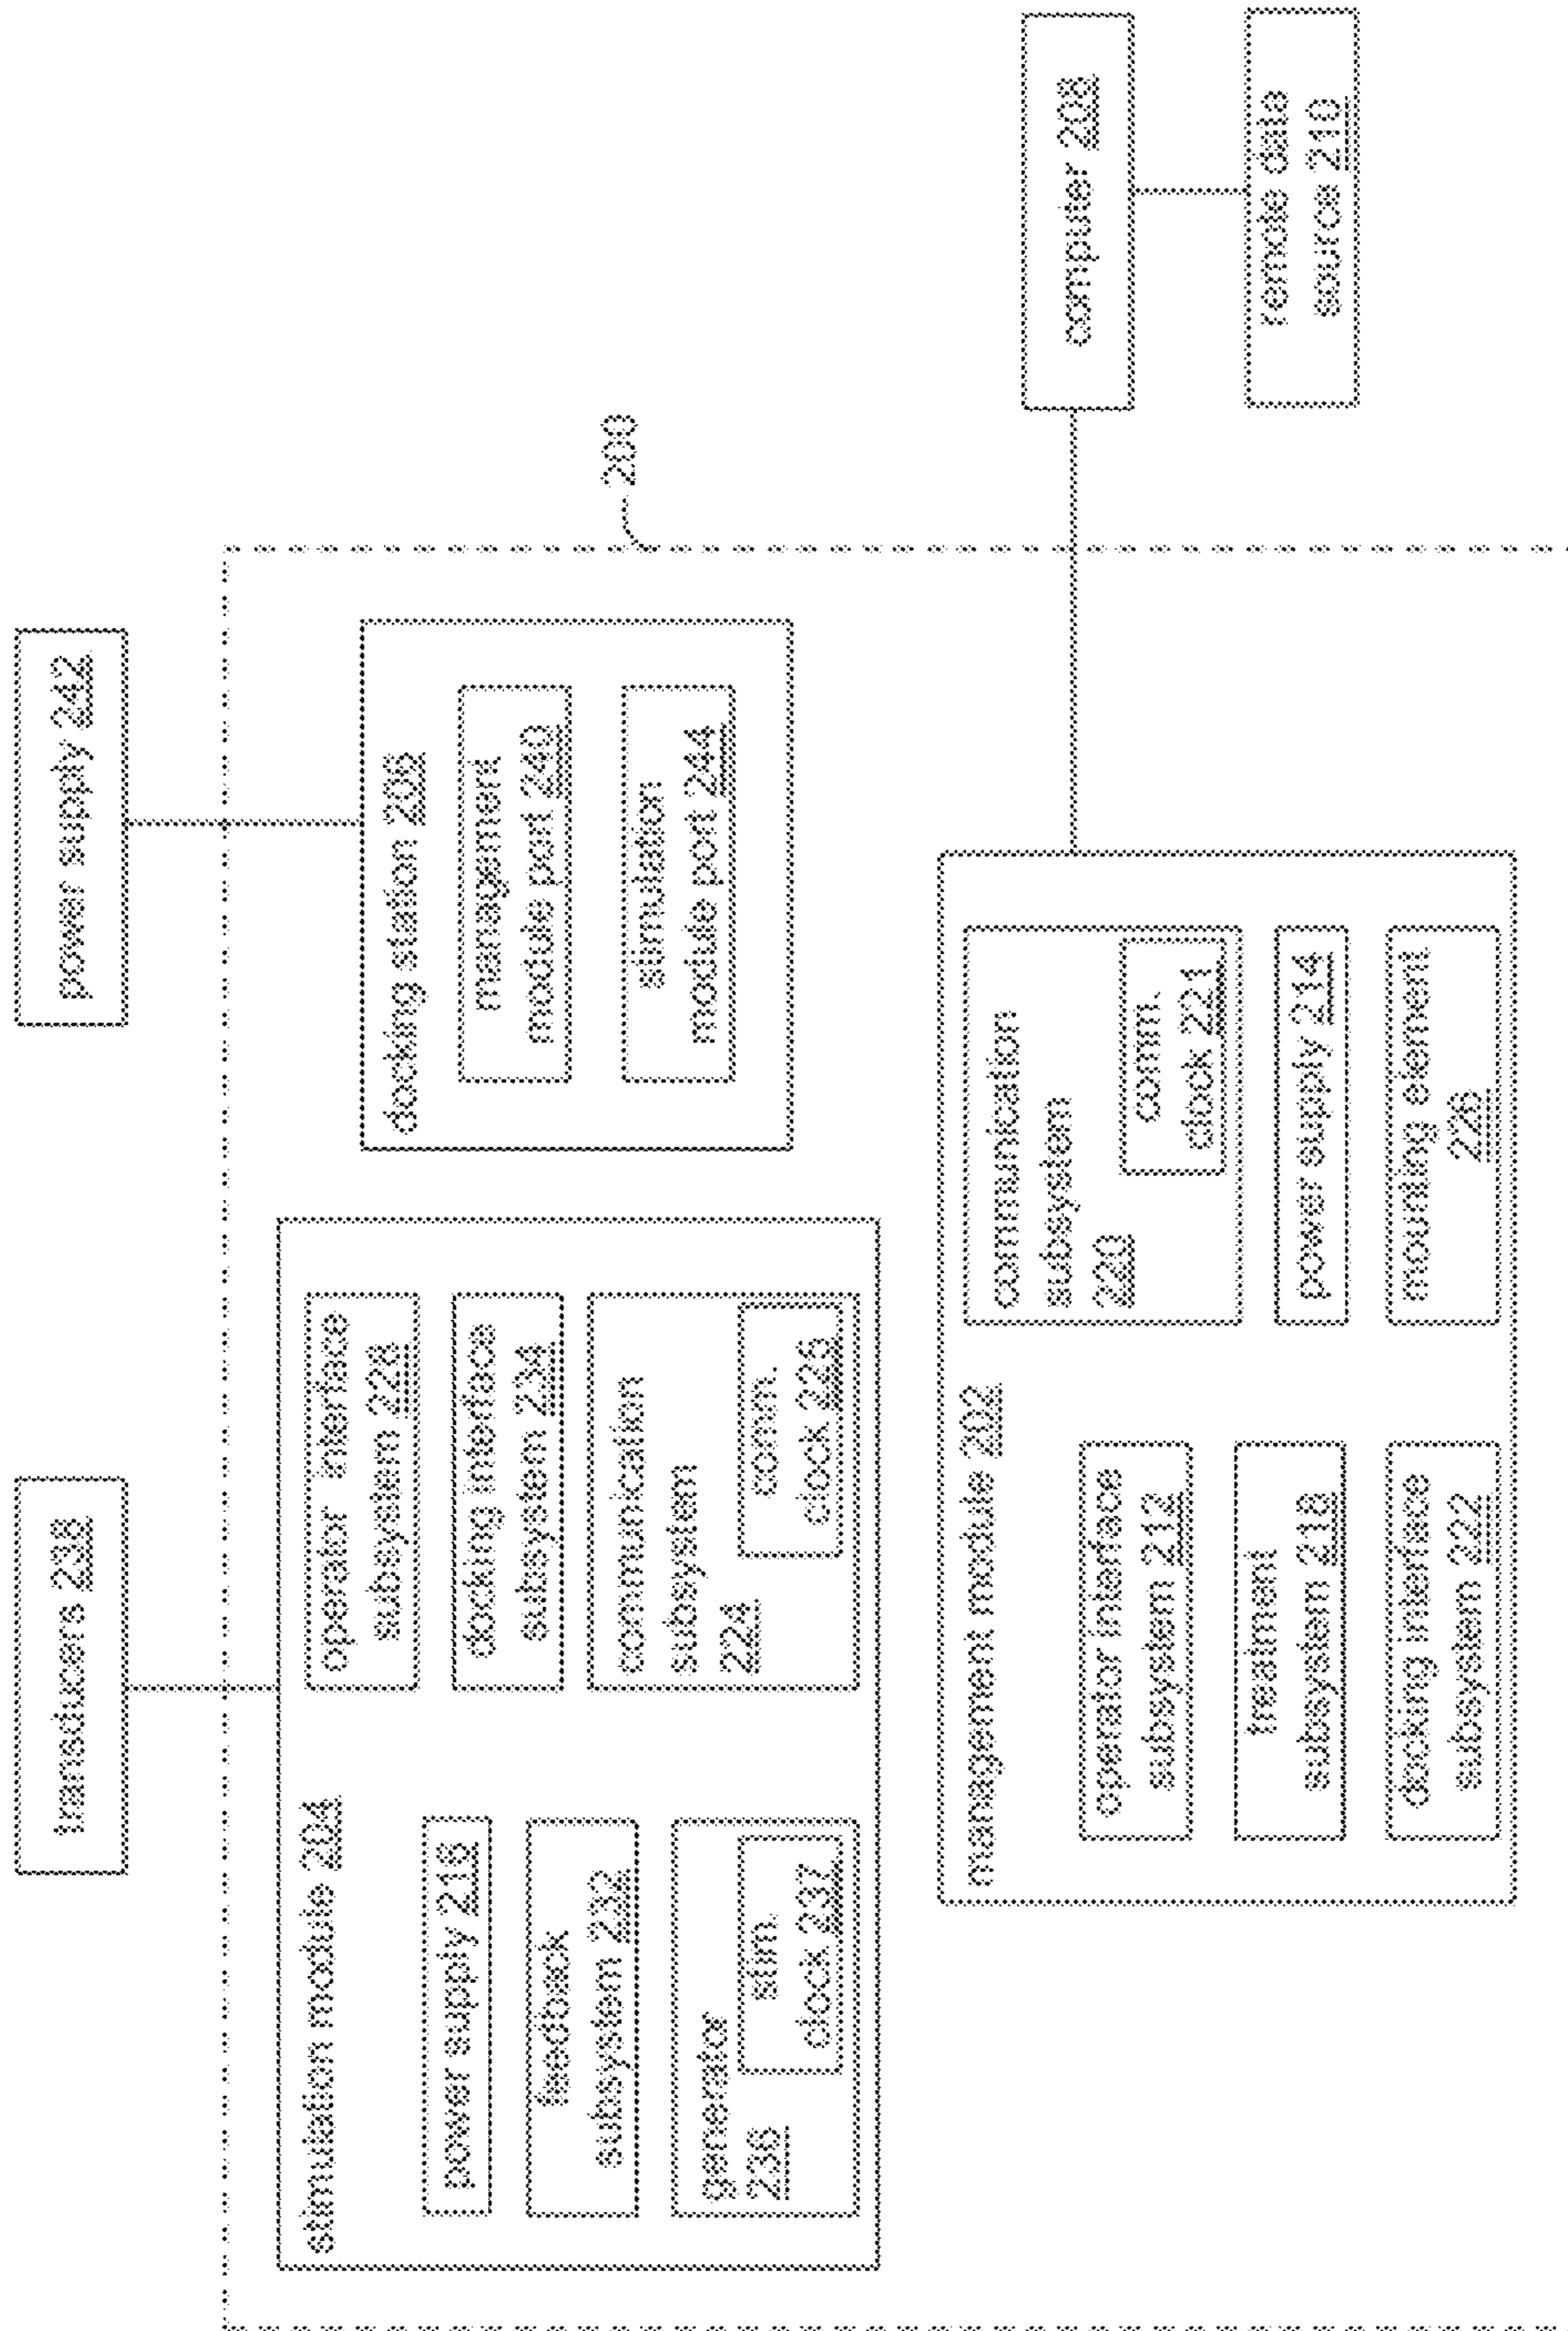 transducers 238
power supply 242
stimulation module 204
power supply 216
feedback
subsystem 232
generator
236
stim.
clock 237
operator interface
subsystem 228
docking interface
subsystem 234
communication
subsystem
224
comm.
clock 225
docking station 206
management
module port 240
stimulation
module port 244
200
management module 202
operator interface
subsystem 212
treatment
subsystem 218
docking interface
subsystem 222
communication
subsystem
220
comm.
clock 221
power supply 214
mounting element
226
computer 208
remote data
source 210